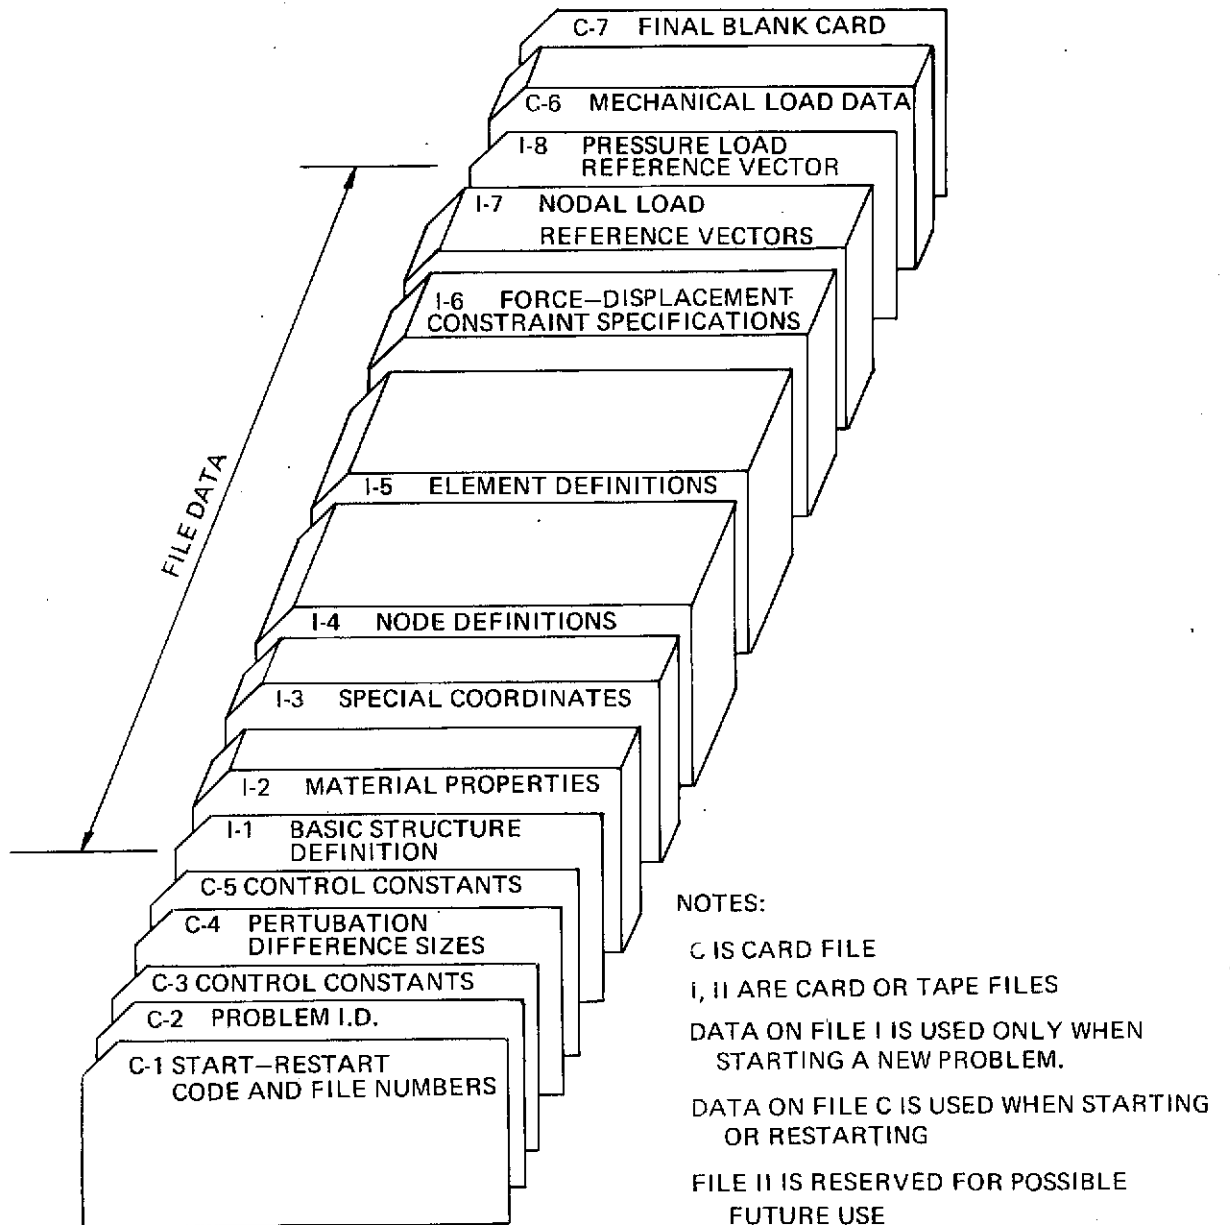 C-7 FINAL BLANK CARD
C-6 MECHANICAL LOAD DATA
I-8 PRESSURE LOAD
REFERENCE VECTOR
I-7 NODAL LOAD
REFERENCE VECTORS
I-6 FORCE–DISPLACEMENT
CONSTRAINT SPECIFICATIONS
I-5 ELEMENT DEFINITIONS
I-4 NODE DEFINITIONS
I-3 SPECIAL COORDINATES
I-2 MATERIAL PROPERTIES
I-1 BASIC STRUCTURE
DEFINITION
C-5 CONTROL CONSTANTS
C-4 PERTUBATION
DIFFERENCE SIZES
C-3 CONTROL CONSTANTS
C-2 PROBLEM I.D.
C-1 START–RESTART
CODE AND FILE NUMBERS
FILE DATA
NOTES:
C IS CARD FILE
I, II ARE CARD OR TAPE FILES
DATA ON FILE I IS USED ONLY WHEN
STARTING A NEW PROBLEM.
DATA ON FILE C IS USED WHEN STARTING
OR RESTARTING
FILE II IS RESERVED FOR POSSIBLE
FUTURE USE